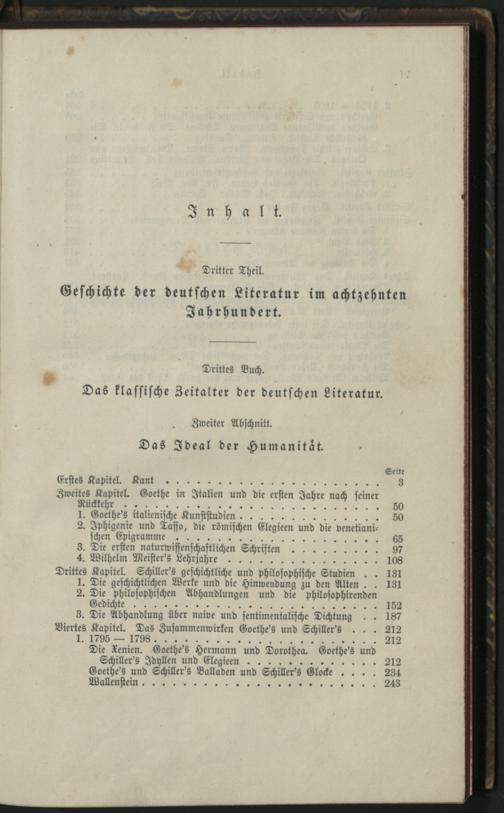 Inhalt.
Dritter Theil.
Geschichte der deutschen Literatur im achtzehnten
Jahrhundert.
Drittes Buch.
Das klassische Zeitalter der deutschen Literatur.
Zweiter Abschnitt.
Das Ideal der Humanität.
Seite
Erstes Kapitel. Kant . . . . . . . . . . . . . . . . . . . . 3
Zweites Kapitel. Goethe in Italien und die ersten Jahre nach seiner
Rückkehr . . . . . . . . . . . . . . . . . . . . 50
1. Goethe's italienische Kunststudien . . . . . . . . . . . . 50
2. Iphigenie und Tasso, die römischen Elegieen und die venetiani-
schen Epigramme . . . . . . . . . . . . . . . . 65
3. Die ersten naturwissenschaftlichen Schriften . . . . . . . . . 97
4. Wilhelm Meister's Lehrjahre . . . . . . . . . . . . . . 108
Drittes Kapitel. Schiller's geschichtliche und philosophische Studien . . 131
1. Die geschichtlichen Werke und die Hinwendung zu den Alten . . 131
2. Die philosophischen Abhandlungen und die philosophirenden
Gedichte . . . . . . . . . . . . . . . . . . . . 152
3. Die Abhandlung über naive und sentimentalische Dichtung . . 187
Viertes Kapitel. Das Zusammenwirken Goethe's und Schiller's . . . 212
1. 1795 — 1798 . . . . . . . . . . . . . . . . . . . 212
Die Xenien. Goethe's Hermann und Dorothea. Goethe's und
Schiller's Idyllen und Elegieen . . . . . . . . . . . . 212
Goethe's und Schiller's Balladen und Schiller's Glocke . . . . 234
Wallenstein . . . . . . . . . . . . . . . . . . . . 243